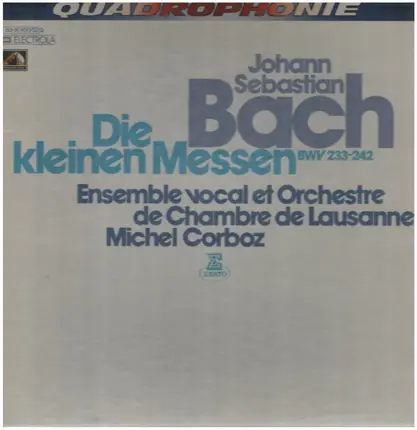 QUADROPHONIE
ELECTROLA
Johann
Sebastian
Bach
Die
kleinen Messen BWV 233-242
Ensemble vocal et Orchestre
de Chambre de Lausanne
Michel Corboz
E
ERATO